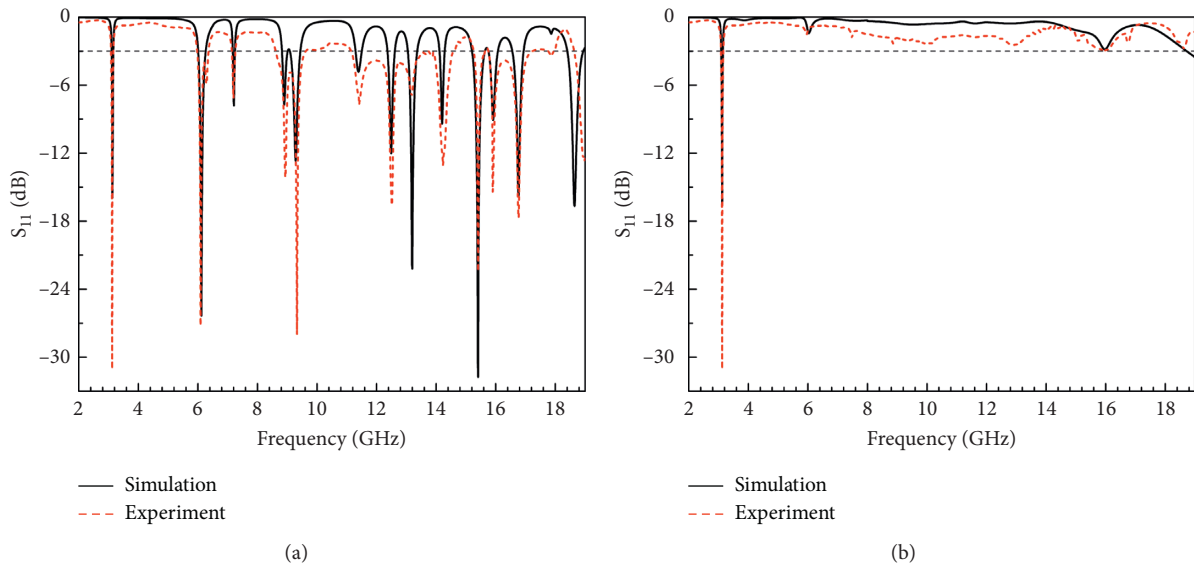 0
−6
−12
−18
−24
−30
S11 (dB)
2 4 6 8 10 12 14 16 18
Frequency (GHz)
Simulation
Experiment
(a)
0
−6
−12
−18
−24
−30
S11 (dB)
2 4 6 8 10 12 14 16 18
Frequency (GHz)
Simulation
Experiment
(b)